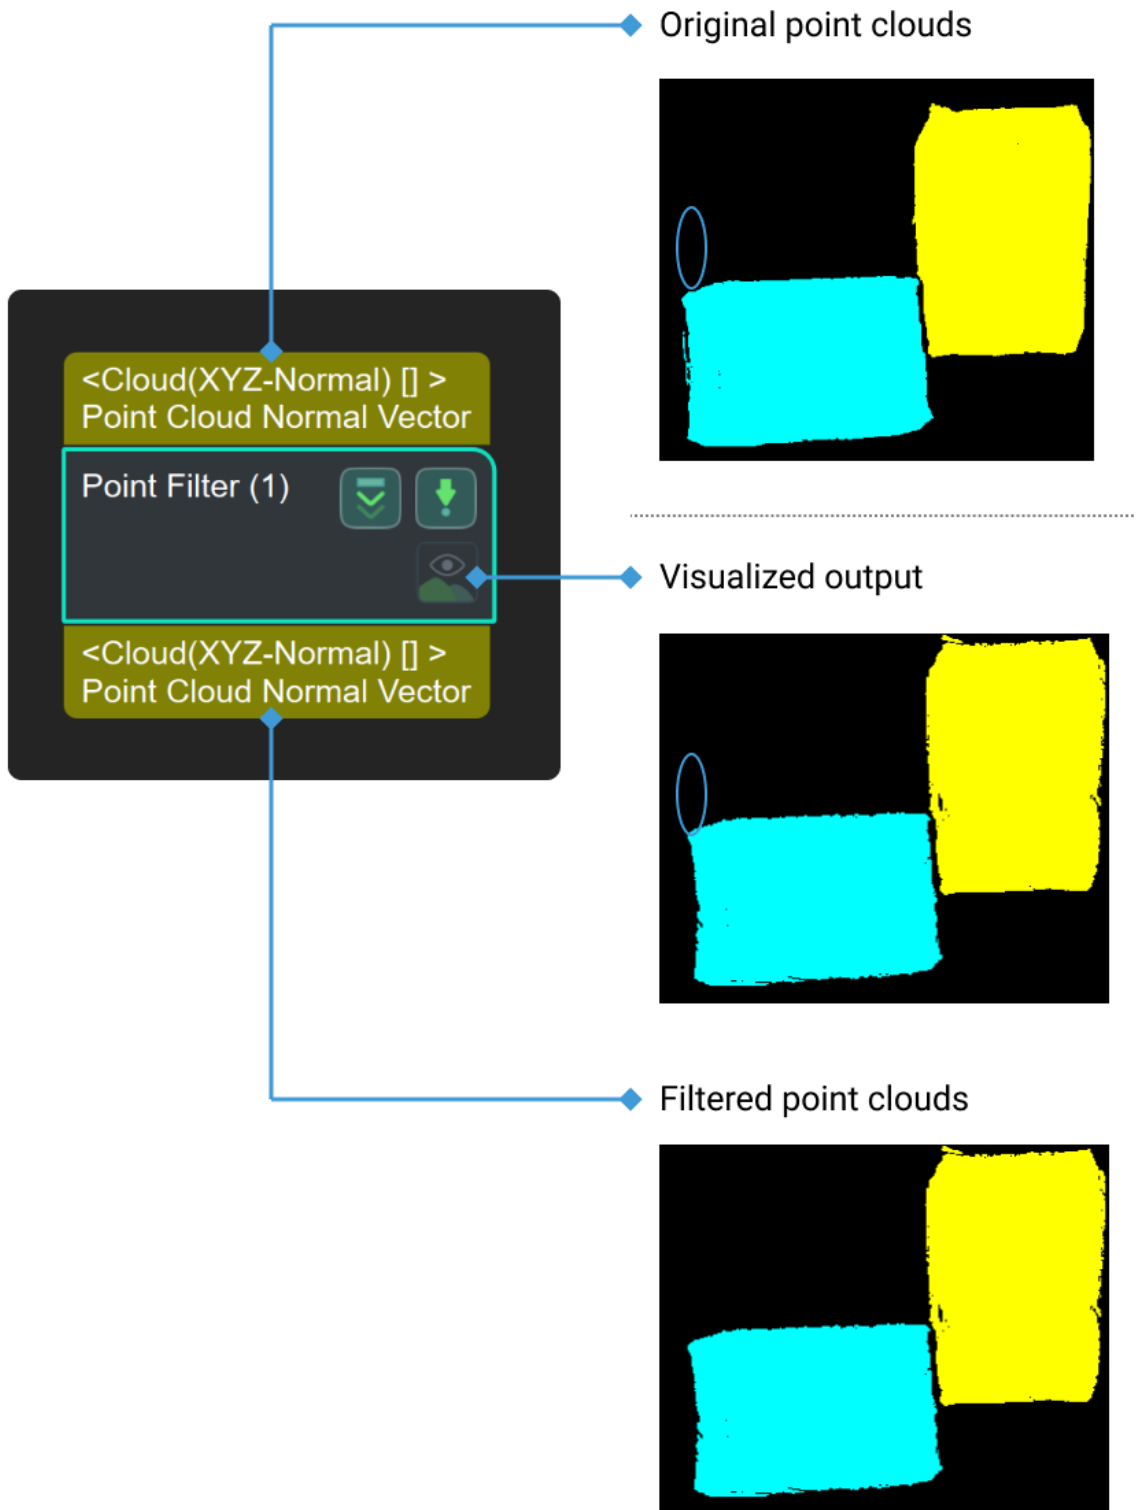 Original point clouds
<Cloud(XYZ-Normal) [] >
Point Cloud Normal Vector
Point Filter (1)
Visualized output
<Cloud(XYZ-Normal) [] >
Point Cloud Normal Vector
Filtered point clouds